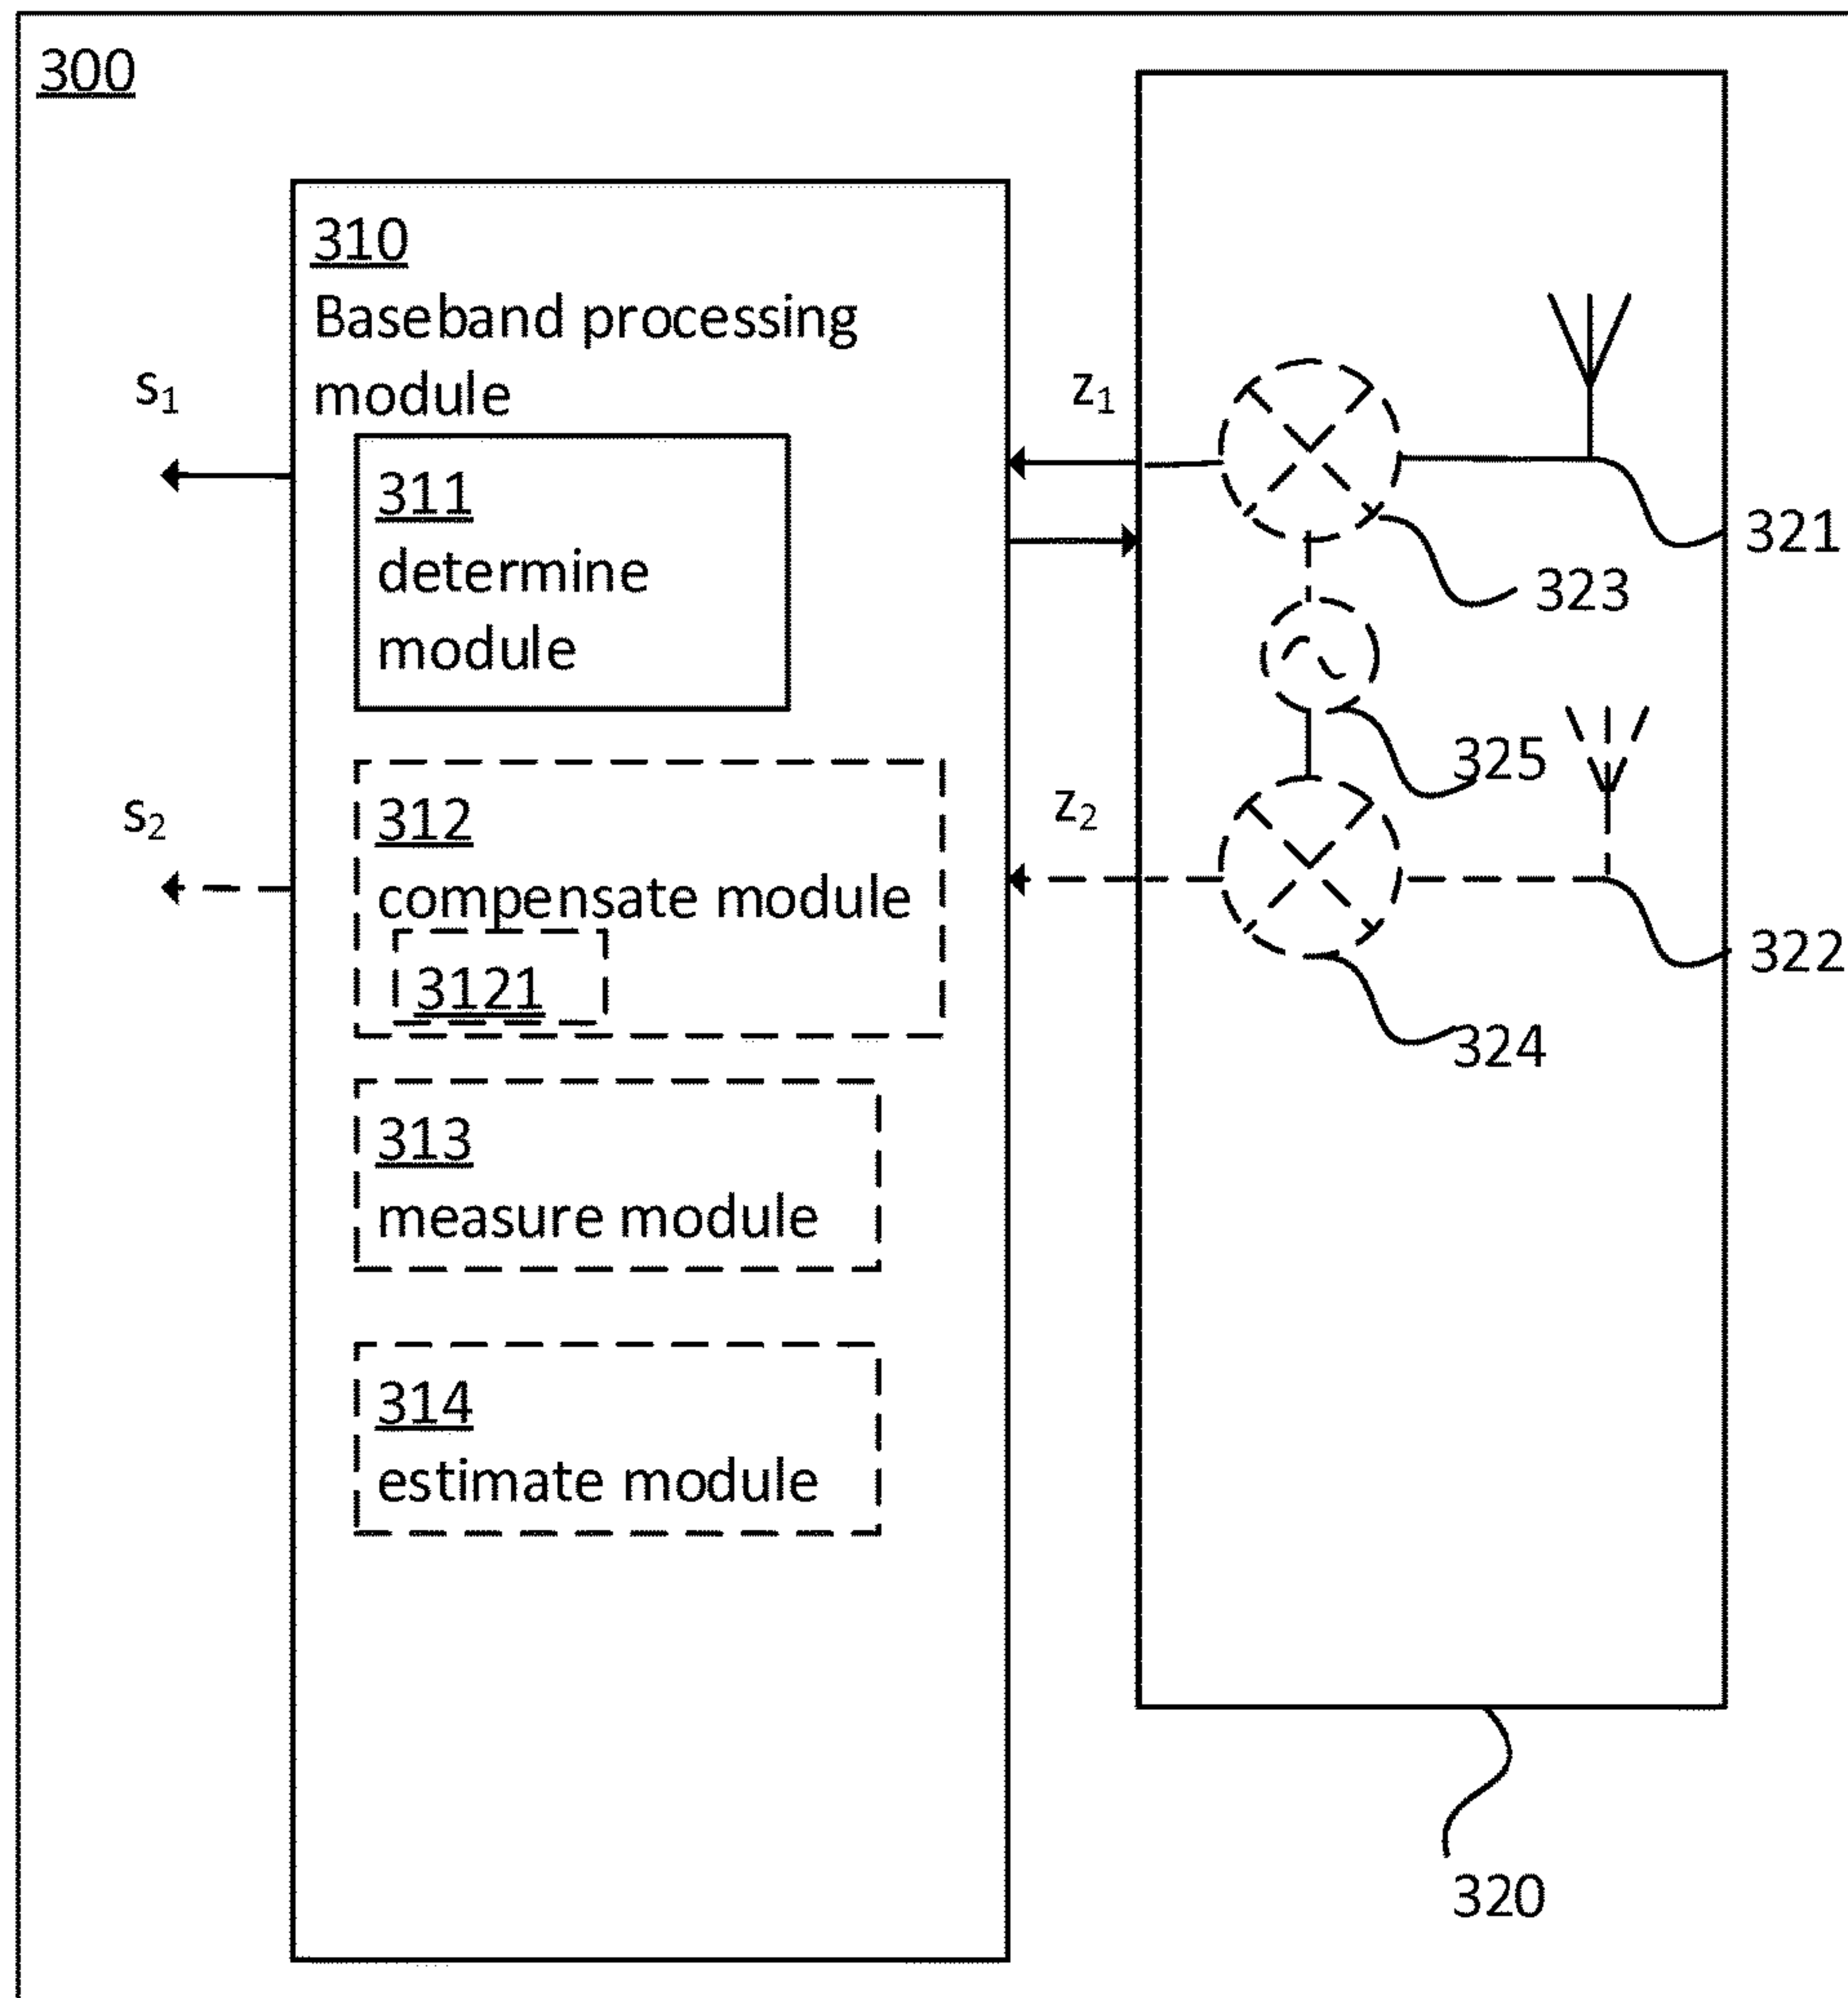 300
310
Baseband processing
module
s₁
z₁
311
determine
module
321
323
325
312
compensate module
3121
s₂
z₂
322
324
313
measure module
314
estimate module
320